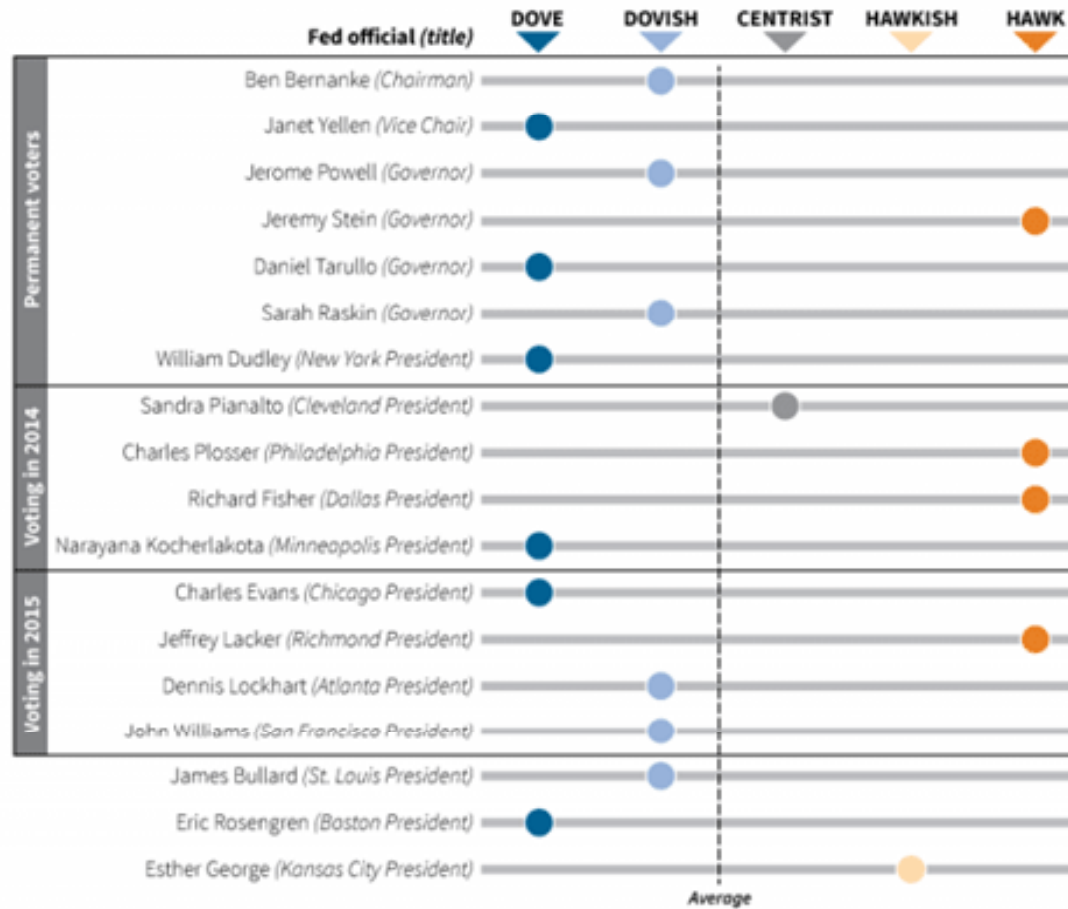 DOVE DOVISH CENTRIST HAWKISH HAWK
Fed official (title)
Permanent voters
Ben Bernanke (Chairman)
Janet Yellen (Vice Chair)
Jerome Powell (Governor)
Jeremy Stein (Governor)
Daniel Tarullo (Governor)
Sarah Raskin (Governor)
William Dudley (New York President)
Voting in 2014
Sandra Pianalto (Cleveland President)
Charles Plosser (Philadelphia President)
Richard Fisher (Dallas President)
Narayana Kocherlakota (Minneapolis President)
Voting in 2015
Charles Evans (Chicago President)
Jeffrey Lacker (Richmond President)
Dennis Lockhart (Atlanta President)
John Williams (San Francisco President)
James Bullard (St. Louis President)
Eric Rosengren (Boston President)
Esther George (Kansas City President)
Average